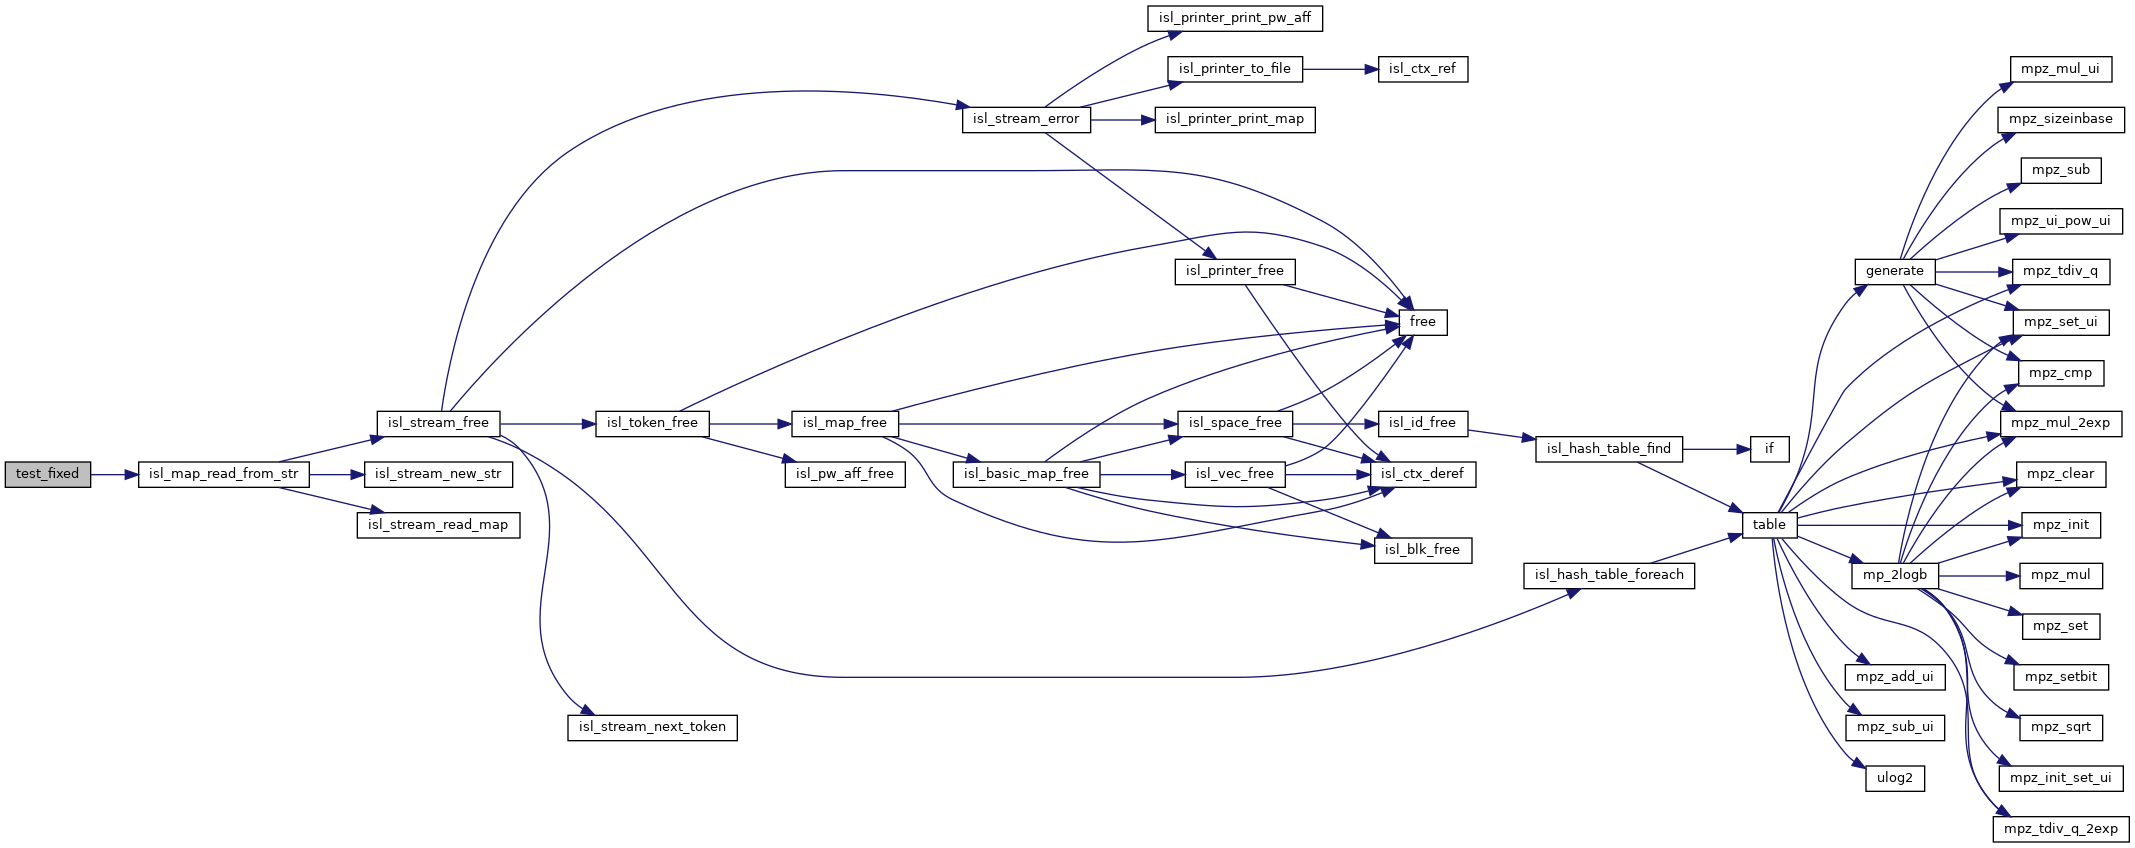 test_fixed
isl_map_read_from_str
isl_stream_free
isl_stream_new_str
isl_stream_read_map
isl_token_free
isl_stream_next_token
isl_map_free
isl_pw_aff_free
isl_stream_error
isl_basic_map_free
isl_printer_print_pw_aff
isl_printer_to_file
isl_printer_print_map
isl_printer_free
isl_space_free
isl_vec_free
isl_ctx_ref
free
isl_id_free
isl_ctx_deref
isl_blk_free
isl_hash_table_find
isl_hash_table_foreach
if
table
generate
mp_2logb
mpz_add_ui
mpz_sub_ui
ulog2
mpz_mul_ui
mpz_sizeinbase
mpz_sub
mpz_ui_pow_ui
mpz_tdiv_q
mpz_set_ui
mpz_cmp
mpz_mul_2exp
mpz_clear
mpz_init
mpz_mul
mpz_set
mpz_setbit
mpz_sqrt
mpz_init_set_ui
mpz_tdiv_q_2exp